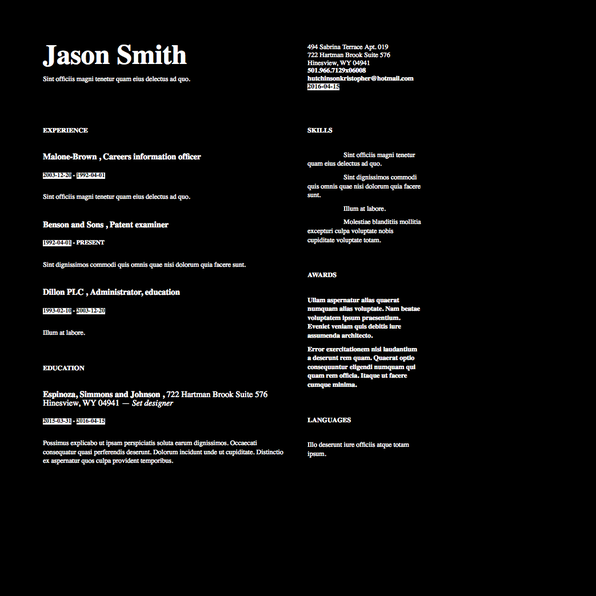 Jason Smith
Sint officiis magni tenetur quam eius delectus ad quo.
494 Sabrina Terrace Apt. 019
722 Hartman Brook Suite 576
Hinesview, WY 04941
501.966.7129x06008
hutchinsonkristopher@hotmail.com
2016-04-15
EXPERIENCE
Malone-Brown , Careers information officer
2003-12-20 - 1992-04-01
Sint officiis magni tenetur quam eius delectus ad quo.
Benson and Sons , Patent examiner
1992-04-01 - PRESENT
Sint dignissimos commodi quis omnis quae nisi dolorum quia facere sunt.
Dillon PLC , Administrator, education
1993-02-10 - 2003-12-20
Illum at labore.
EDUCATION
Espinoza, Simmons and Johnson , 722 Hartman Brook Suite 576
Hinesview, WY 04941 — Set designer
2015-03-31 - 2016-04-15
Possimus explicabo ut ipsam perspiciatis soluta earum dignissimos. Occaecati
consequatur quasi perferendis deserunt. Dolorum incidunt unde ut cupiditate. Distinctio
ex aspernatur quos culpa provident temporibus.
SKILLS
Sint officiis magni tenetur
quam eius delectus ad quo.
Sint dignissimos commodi
quis omnis quae nisi dolorum quia facere
sunt.
Illum at labore.
Molestiae blanditiis mollitia
excepturi culpa voluptate nobis
cupiditate voluptate totam.
AWARDS
Ullam aspernatur alias quaerat
numquam alias voluptate. Nam beatae
voluptatem ipsum praesentium.
Eveniet veniam quis debitis iure
assumenda architecto.
Error exercitationem nisi laudantium
a deserunt rem quam. Quaerat optio
consequuntur eligendi numquam qui
quam rem officia. Itaque ut facere
cumque minima.
LANGUAGES
Illo deserunt iure officiis atque totam
ipsum.